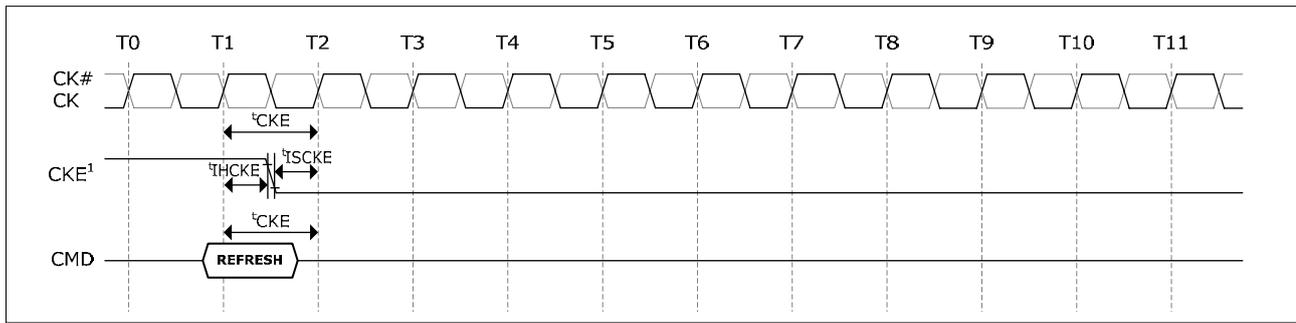 T0 T1 T2 T3 T4 T5 T6 T7 T8 T9 T10 T11
CK#
CK
tCKE
CKE1
tIHCKE
tISCKE
tCKE
CMD
REFRESH